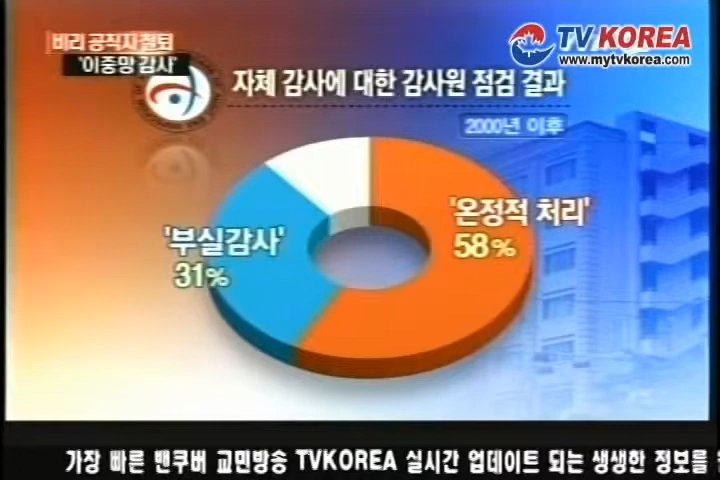 비리 공직자 철퇴
'이중망 감사'
TV KOREA
www.mytvkorea.com
자체 감사에 대한 감사원 점검 결과
2000년 이후
'온정적 처리'
58%
'부실감사'
31%
가장 빠른 밴쿠버 교민방송 TVKOREA 실시간 업데이트 되는 생생한 정보를